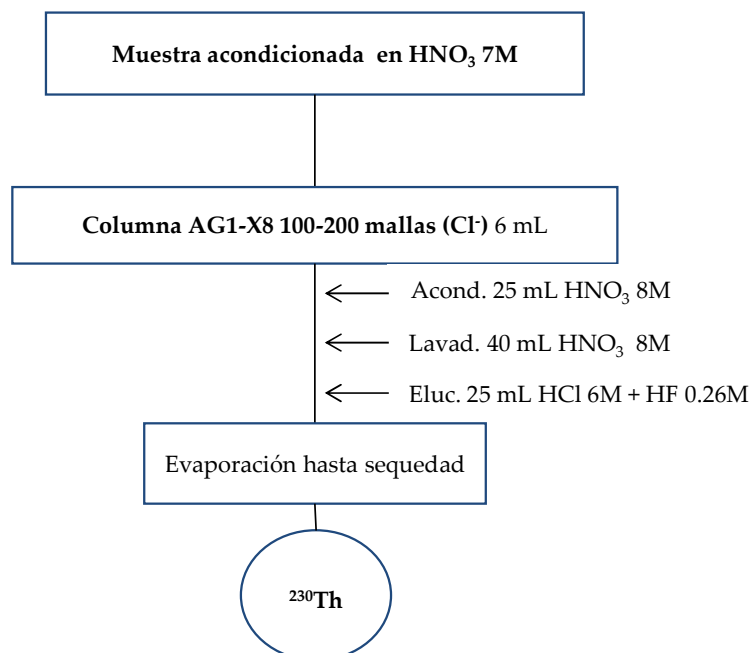 Muestra acondicionada en HNO₃ 7M
Columna AG1-X8 100-200 mallas (Cl⁻) 6 mL
Acond. 25 mL HNO₃ 8M
Lavad. 40 mL HNO₃ 8M
Eluc. 25 mL HCl 6M + HF 0.26M
Evaporación hasta sequedad
²³⁰Th